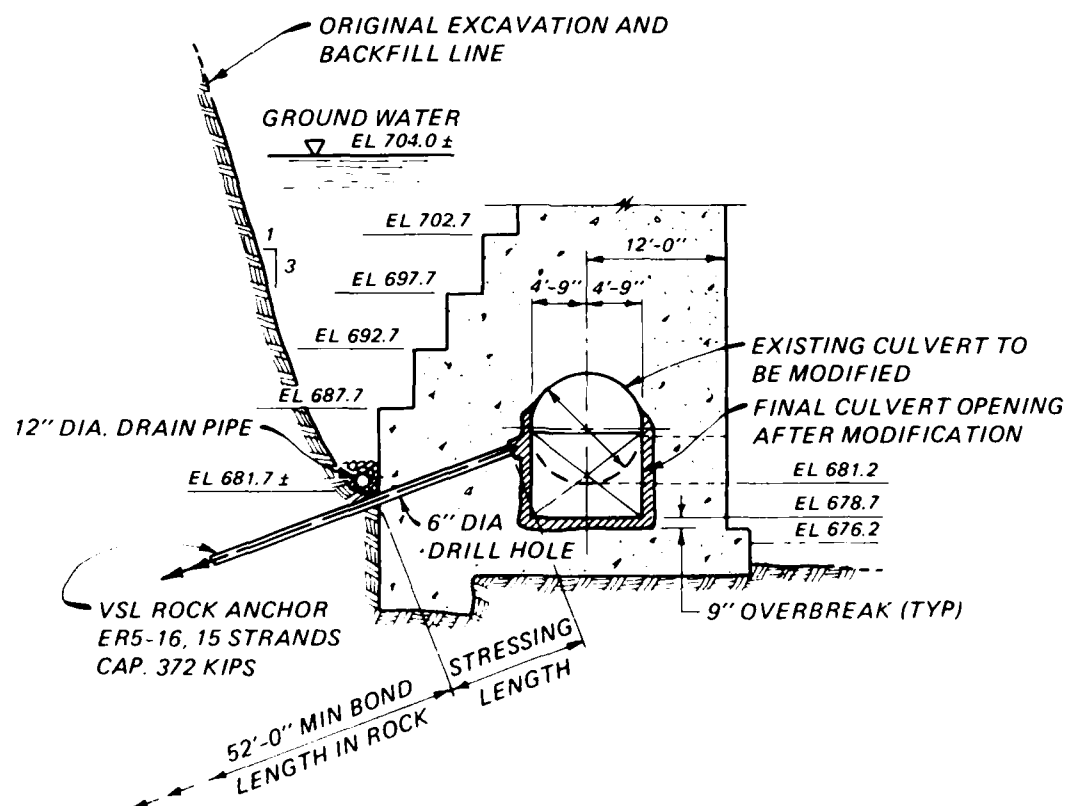 ORIGINAL EXCAVATION AND
BACKFILL LINE
GROUND WATER
EL 704.0 ±
EL 702.7
12'-0"
1
3
EL 697.7
4'-9" 4'-9"
EL 692.7
EXISTING CULVERT TO
BE MODIFIED
EL 687.7
FINAL CULVERT OPENING
AFTER MODIFICATION
12" DIA. DRAIN PIPE
EL 681.7 ±
EL 681.2
EL 678.7
EL 676.2
6" DIA
DRILL HOLE
VSL ROCK ANCHOR
ER5-16, 15 STRANDS
CAP. 372 KIPS
9" OVERBREAK (TYP)
STRESSING
LENGTH
52'-0" MIN BOND
LENGTH IN ROCK